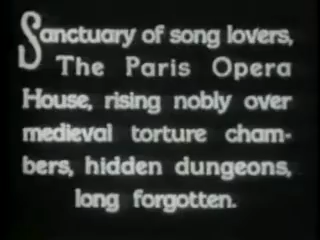 Sanctuary of song lovers,
The Paris Opera
House, rising nobly over
medieval torture cham-
bers, hidden dungeons,
long forgotten.